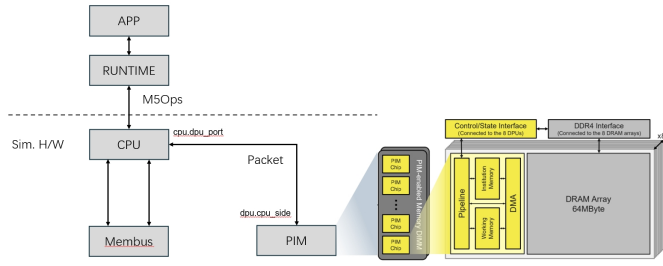 APP
RUNTIME
M5Ops
Sim. H/W
CPU
cpu.dpu_port
Packet
dpu.cpu_side
Membus
PIM
PIM
Chip
PIM
Chip
PIM
Chip
PIM
Chip
PIM-enabled Memory DIMM
Control/State Interface
(Connected to the 8 DPUs)
DDR4 Interface
(Connected to the 8 DRAM arrays)
x8
Pipeline
Institution
Memory
Working
Memory
DMA
DRAM Array
64MByte